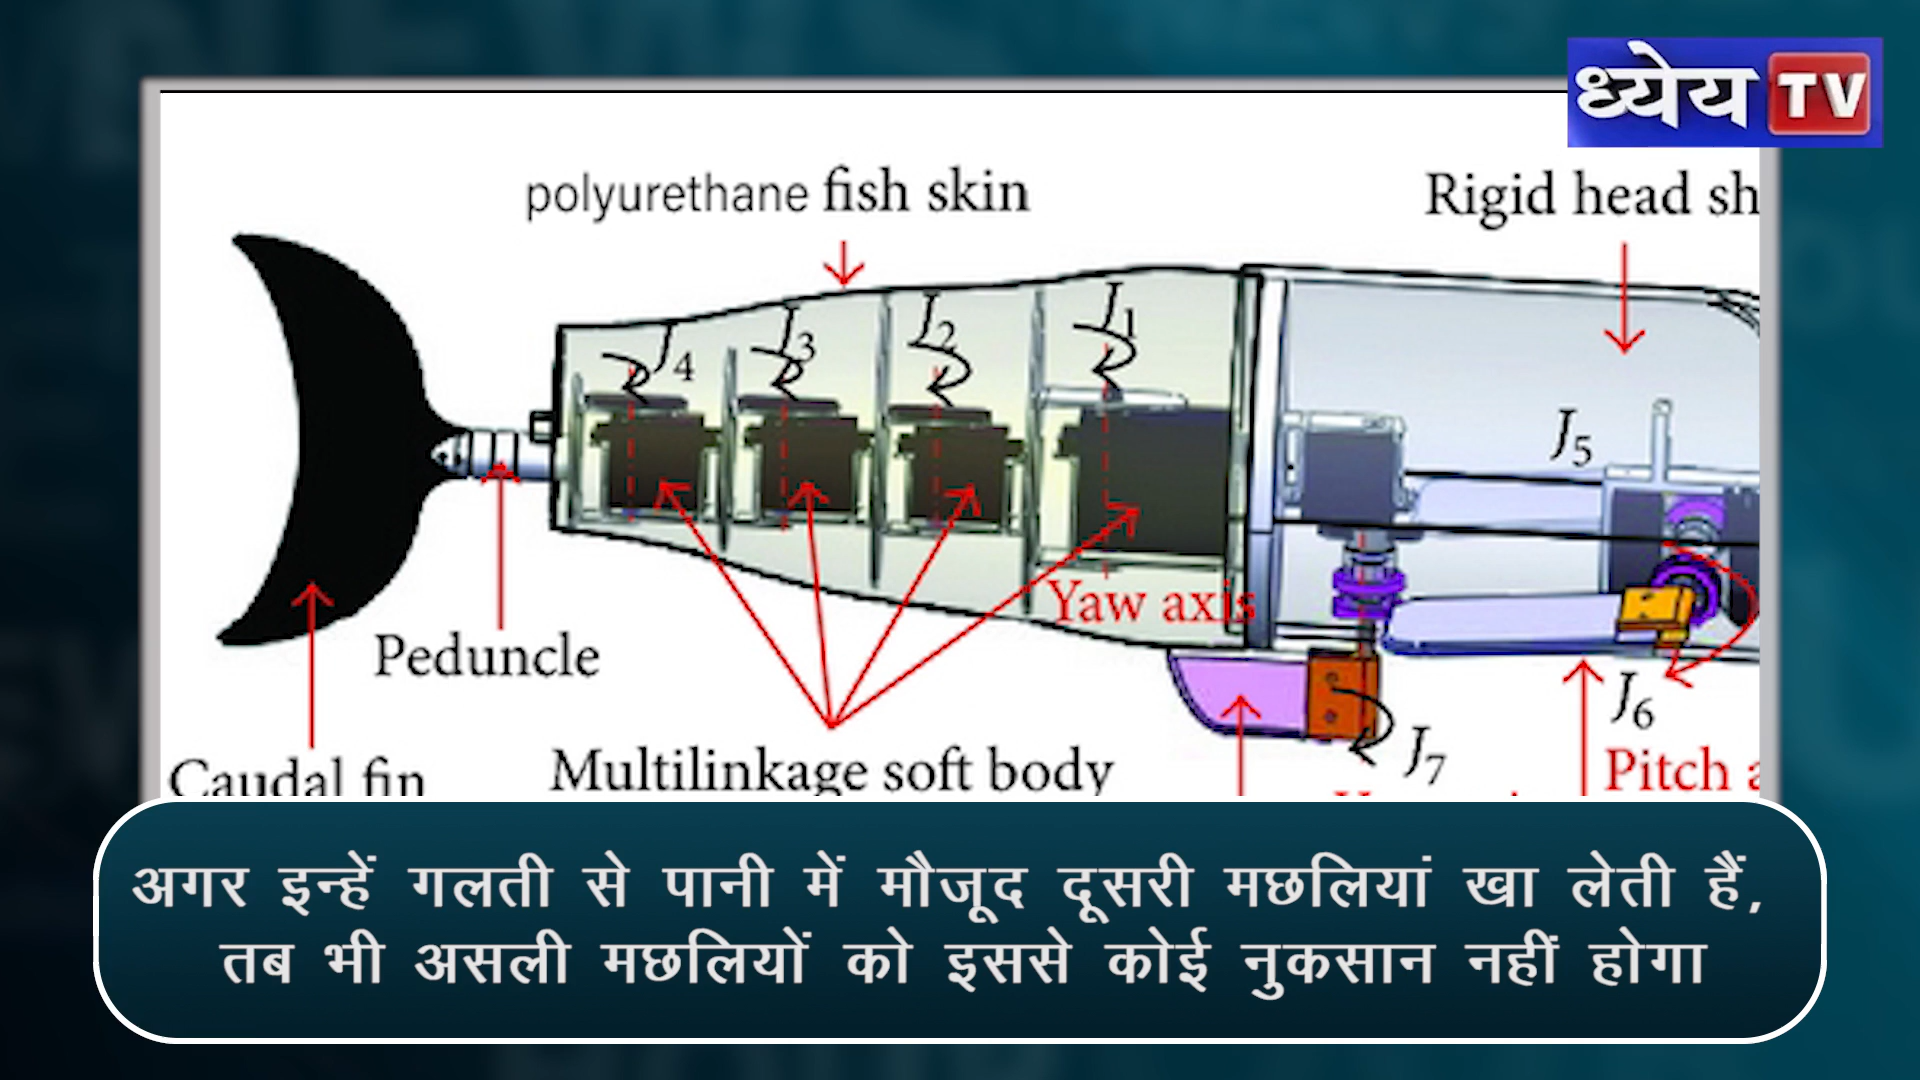 ध्येय TV
polyurethane fish skin
Rigid head sh
J4
J3
J2
J1
J5
Yaw axis
Peduncle
J6
J7
Caudal fin
Multilinkage soft body
Pitch a
अगर इन्हें गलती से पानी में मौजूद दूसरी मछलियां खा लेती हैं,
तब भी असली मछलियों को इससे कोई नुकसान नहीं होगा